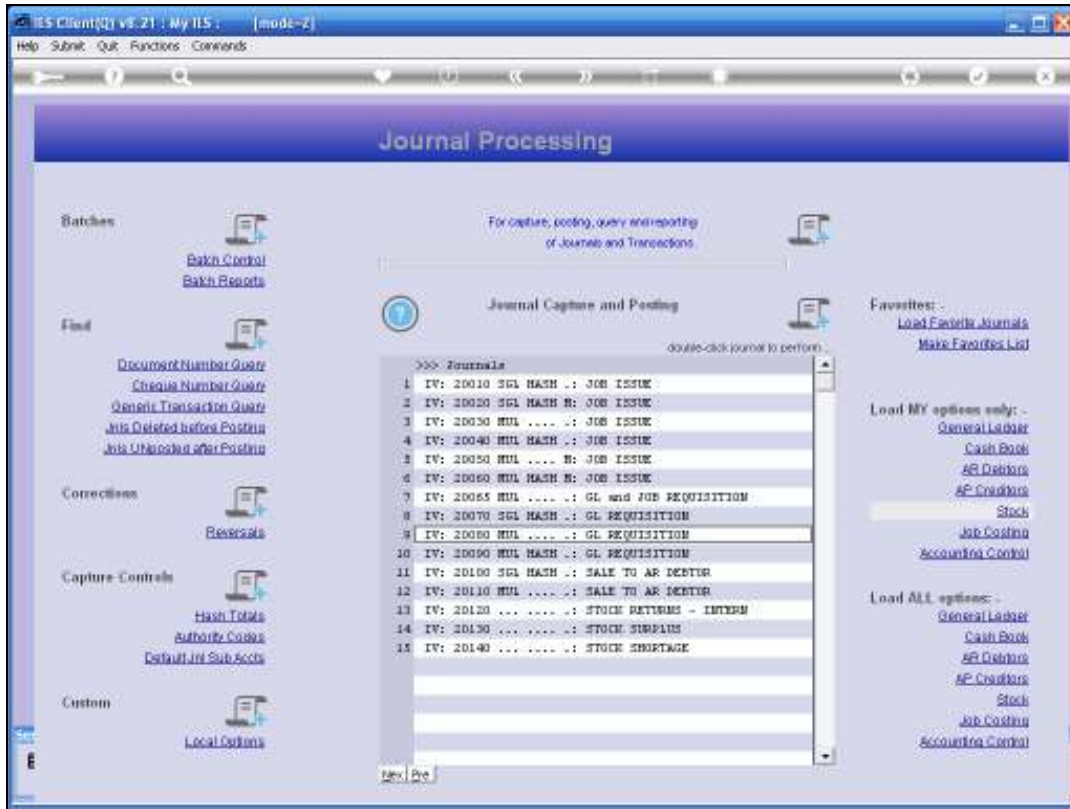 IES Client(Q) v8.21 : My IES : [mode=2]
Help Submit Quit Functions Commands
Journal Processing
Batches
Batch Control
Batch Reports
Find
Document Number Query
Cheque Number Query
Generic Transaction Query
Jnls Deleted before Posting
Jnls UNposted after Posting
Corrections
Reversals
Capture Controls
Hash Totals
Authority Codes
Default Jnl Sub Accts
Custom
Local Options
For capture, posting, query and reporting
of Journals and Transactions.
Journal Capture and Posting
double-click journal to perform ..
>>> Journals
1 IV: 20010 SGL HASH .: JOB ISSUE
2 IV: 20020 SGL HASH M: JOB ISSUE
3 IV: 20030 MUL .... .: JOB ISSUE
4 IV: 20040 MUL HASH .: JOB ISSUE
5 IV: 20050 MUL .... M: JOB ISSUE
6 IV: 20060 MUL HASH M: JOB ISSUE
7 IV: 20065 MUL .... .: GL and JOB REQUISITION
8 IV: 20070 SGL HASH .: GL REQUISITION
9 IV: 20080 MUL .... .: GL REQUISITION
10 IV: 20090 MUL HASH .: GL REQUISITION
11 IV: 20100 SGL HASH .: SALE TO AR DEBTOR
12 IV: 20110 MUL .... .: SALE TO AR DEBTOR
13 IV: 20120 ... .... .: STOCK RETURNS - INTERN
14 IV: 20130 ... .... .: STOCK SURPLUS
15 IV: 20140 ... .... .: STOCK SHORTAGE
Nex Pre
Favorites: -
Load Favorite Journals
Make Favorites List
Load MY options only: -
General Ledger
Cash Book
AR Debtors
AP Creditors
Stock
Job Costing
Accounting Control
Load ALL options: -
General Ledger
Cash Book
AR Debtors
AP Creditors
Stock
Job Costing
Accounting Control